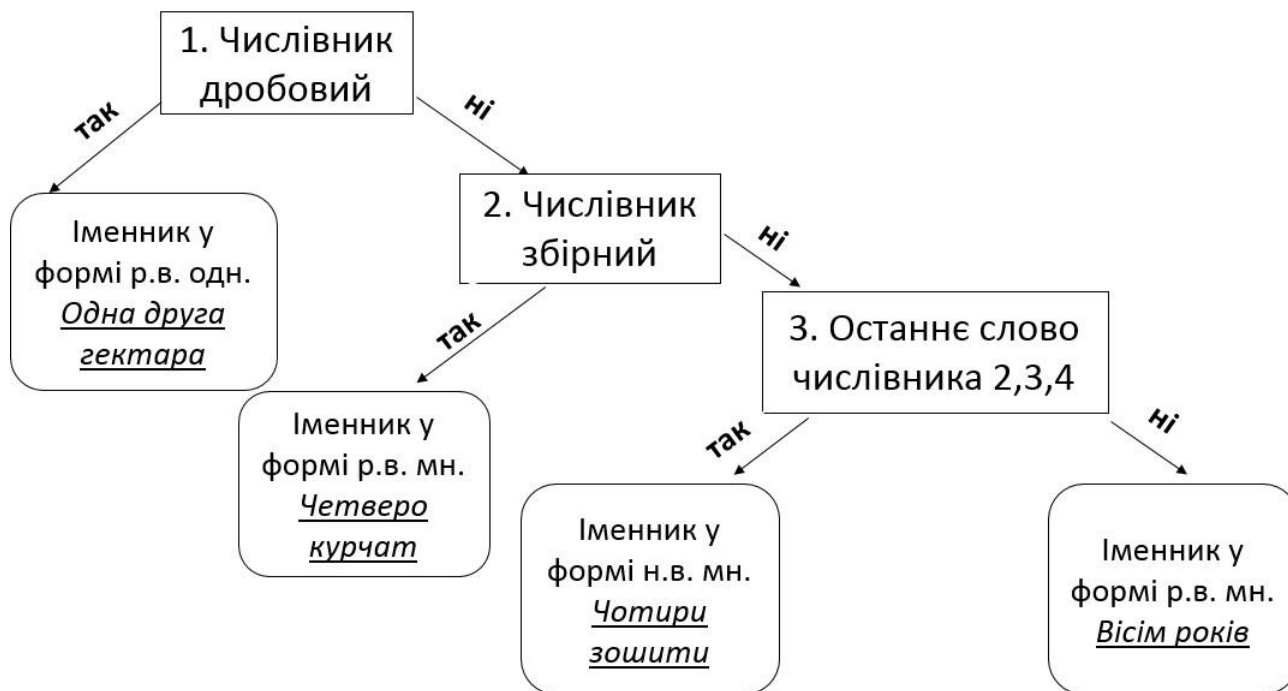 1. Числівник
дробовий
так
ні
Іменник у
формі р.в. одн.
Одна друга
гектара
2. Числівник
збірний
так
ні
Іменник у
формі р.в. мн.
Четверо
курчат
3. Останнє слово
числівника 2,3,4
так
ні
Іменник у
формі н.в. мн.
Чотири
зошити
Іменник у
формі р.в. мн.
Вісім років